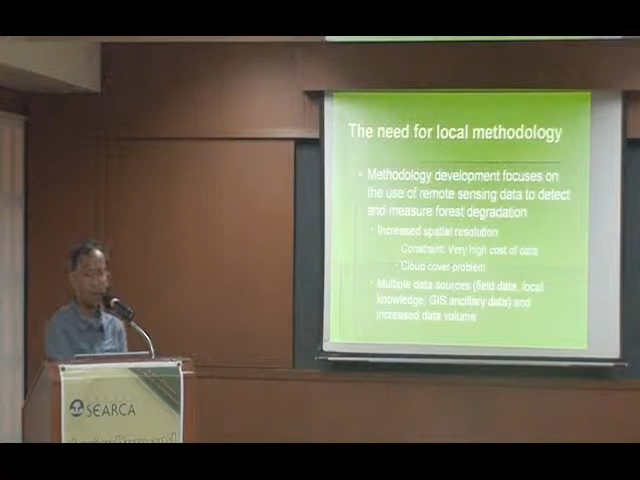 The need for local methodology
Methodology development focuses on
the use of remote sensing data to detect
and measure forest degradation
Increased spatial resolution
Constraint: Very high cost of data
Cloud cover problem
Multiple data sources (field data, local
knowledge, GIS ancillary data) and
increased data volume
SEARCA